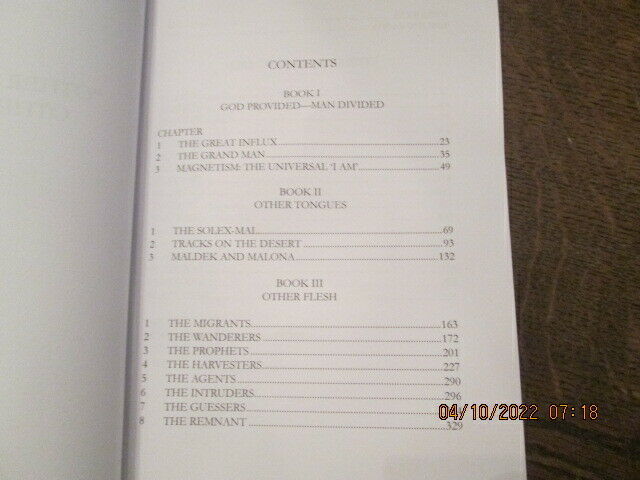 CONTENTS
BOOK I
GOD PROVIDED—MAN DIVIDED
CHAPTER
1 THE GREAT INFLUX........23
2 THE GRAND MAN........35
3 MAGNETISM: THE UNIVERSAL 'I AM'........49
BOOK II
OTHER TONGUES
1 THE SOLEX-MAL........69
2 TRACKS ON THE DESERT........93
3 MALDEK AND MALONA........132
BOOK III
OTHER FLESH
1 THE MIGRANTS........163
2 THE WANDERERS........172
3 THE PROPHETS........201
4 THE HARVESTERS........227
5 THE AGENTS........290
6 THE INTRUDERS........296
7 THE GUESSERS........
8 THE REMNANT........329
04/10/2022 07:18